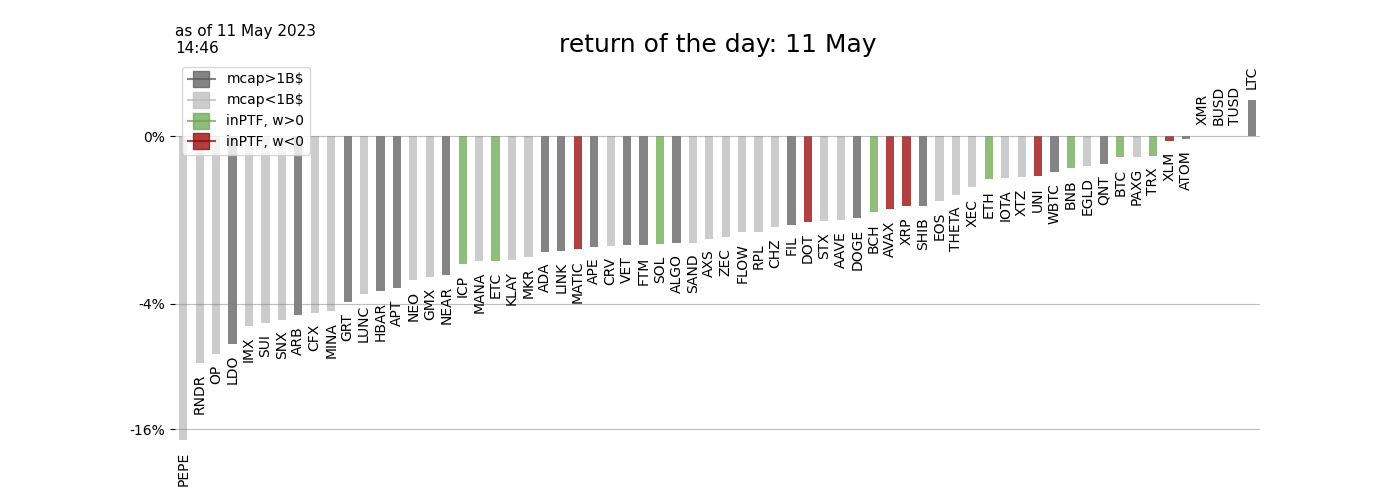 as of 11 May 2023
14:46
return of the day: 11 May
mcap>1B$
mcap<1B$
inPTF, w>0
inPTF, w<0
0%
-4%
-16%
PEPE
RNDR
OP
LDO
IMX
SUI
SNX
ARB
CFX
MINA
GRT
LUNC
HBAR
APT
NEO
GMX
NEAR
ICP
MANA
ETC
KLAY
MKR
ADA
LINK
MATIC
APE
CRV
VET
FTM
SOL
ALGO
SAND
AXS
ZEC
FLOW
RPL
CHZ
FIL
DOT
STX
AAVE
DOGE
BCH
AVAX
XRP
SHIB
EOS
THETA
XEC
ETH
IOTA
XTZ
UNI
WBTC
BNB
EGLD
QNT
BTC
PAXG
TRX
XLM
ATOM
XMR
BUSD
TUSD
LTC